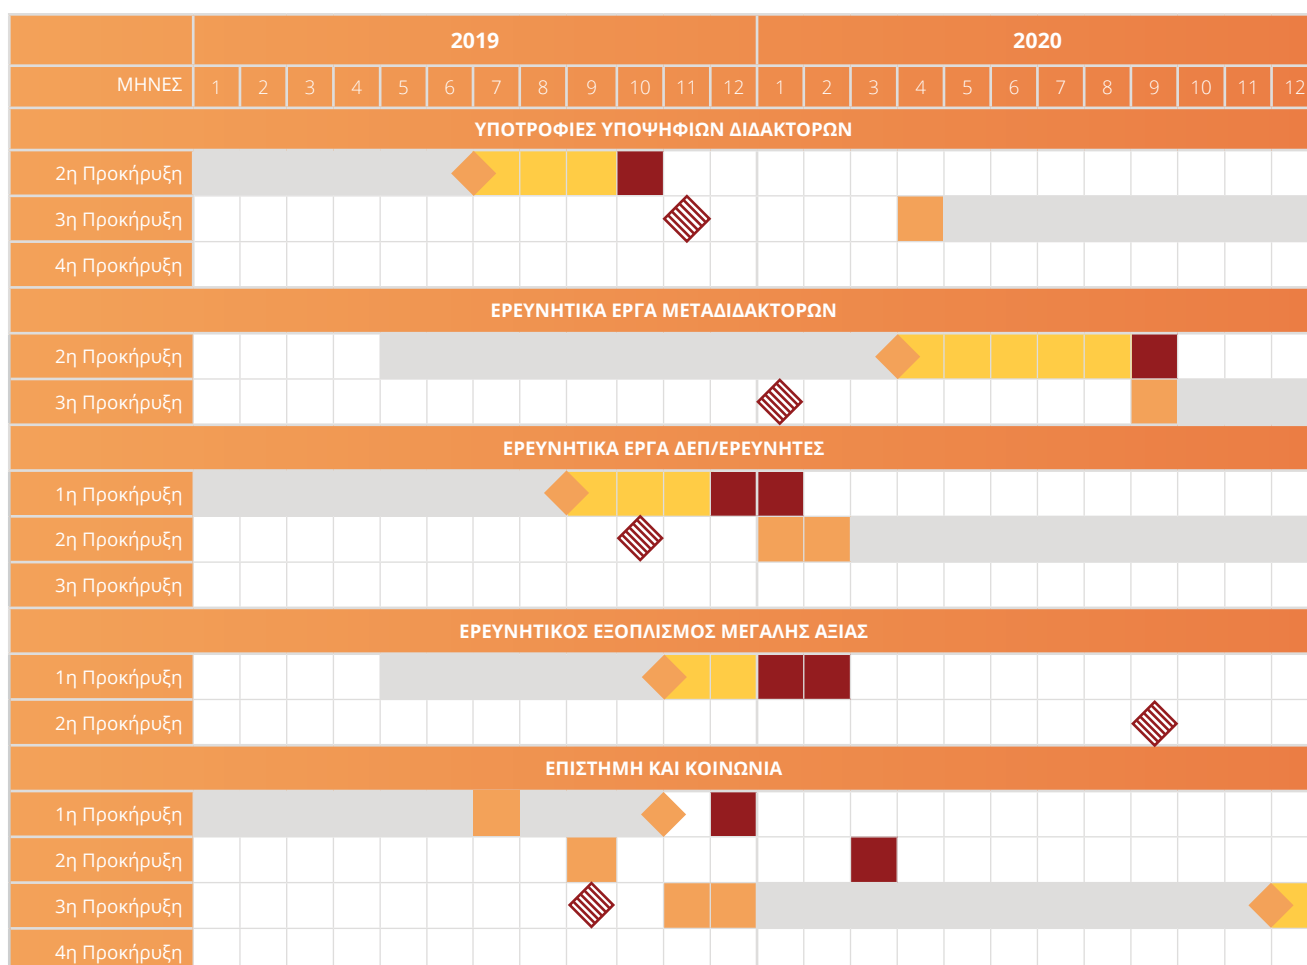 2019 2020
ΜΗΝΕΣ 1 2 3 4 5 6 7 8 9 10 11 12 1 2 3 4 5 6 7 8 9 10 11 12
ΥΠΟΤΡΟΦΙΕΣ ΥΠΟΨΗΦΙΩΝ ΔΙΔΑΚΤΟΡΩΝ
2η Προκήρυξη
3η Προκήρυξη
4η Προκήρυξη
ΕΡΕΥΝΗΤΙΚΑ ΕΡΓΑ ΜΕΤΑΔΙΔΑΚΤΟΡΩΝ
2η Προκήρυξη
3η Προκήρυξη
ΕΡΕΥΝΗΤΙΚΑ ΕΡΓΑ ΔΕΠ/ΕΡΕΥΝΗΤΕΣ
1η Προκήρυξη
2η Προκήρυξη
3η Προκήρυξη
ΕΡΕΥΝΗΤΙΚΟΣ ΕΞΟΠΛΙΣΜΟΣ ΜΕΓΑΛΗΣ ΑΞΙΑΣ
1η Προκήρυξη
2η Προκήρυξη
ΕΠΙΣΤΗΜΗ ΚΑΙ ΚΟΙΝΩΝΙΑ
1η Προκήρυξη
2η Προκήρυξη
3η Προκήρυξη
4η Προκήρυξη